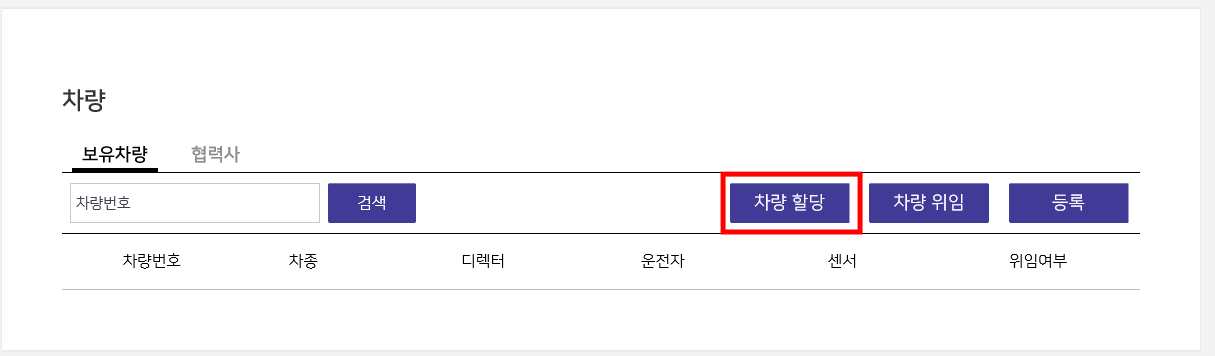 차량
보유차량 협력사
차량번호 검색 차량 할당 차량 위임 등록
차량번호 차종 디렉터 운전자 센서 위임여부